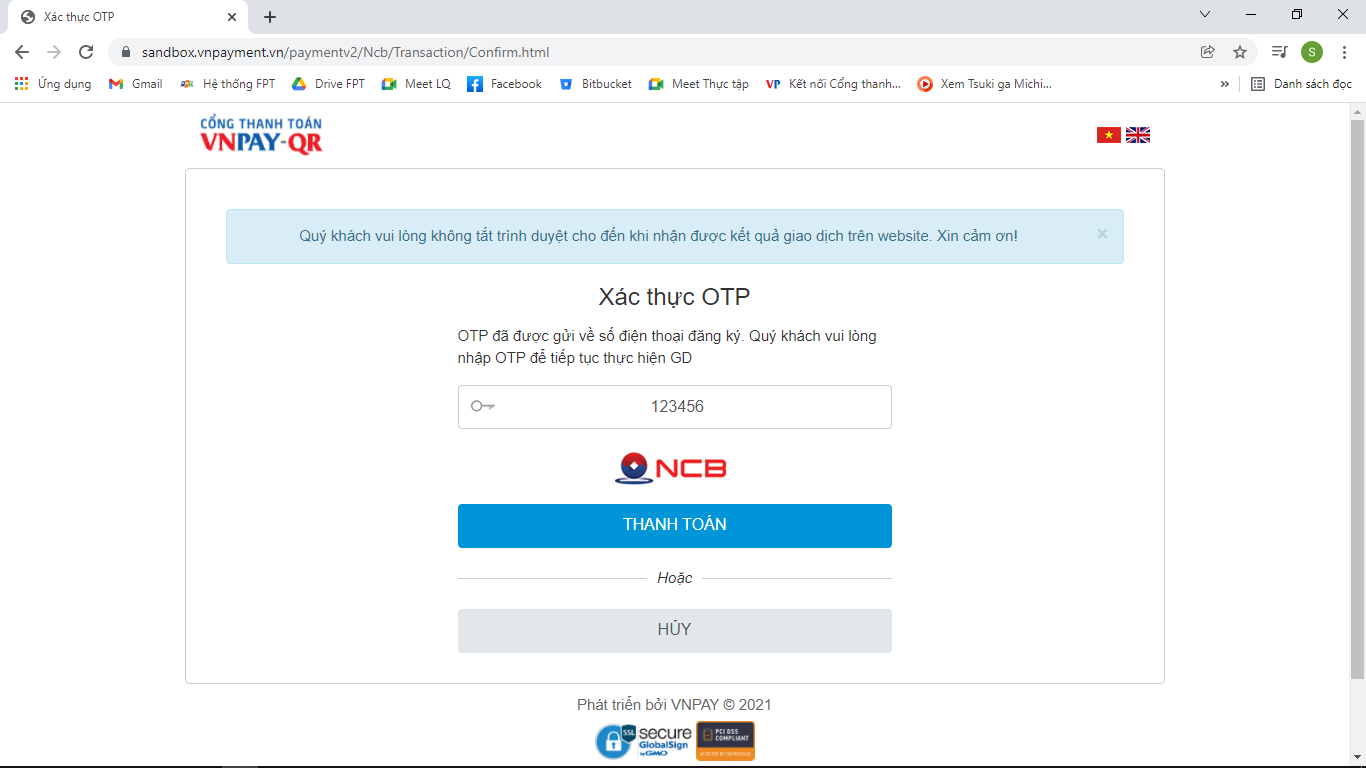 Xác thực OTP
sandbox.vnpayment.vn/paymentv2/Ncb/Transaction/Confirm.html
S
Ứng dụng Gmail Hệ thống FPT Drive FPT Meet LQ Facebook Bitbucket Meet Thực tập VP Kết nối Cổng thanh... Xem Tsuki ga Michi... » Danh sách đọc
CỔNG THANH TOÁN
VNPAY-QR
Quý khách vui lòng không tắt trình duyệt cho đến khi nhận được kết quả giao dịch trên website. Xin cảm ơn! ×
Xác thực OTP
OTP đã được gửi về số điện thoại đăng ký. Quý khách vui lòng
nhập OTP để tiếp tục thực hiện GD
123456
NCB
THANH TOÁN
Hoặc
HỦY
Phát triển bởi VNPAY © 2021
SSL secure
GlobalSign
by GMO
PCI DSS
COMPLIANT